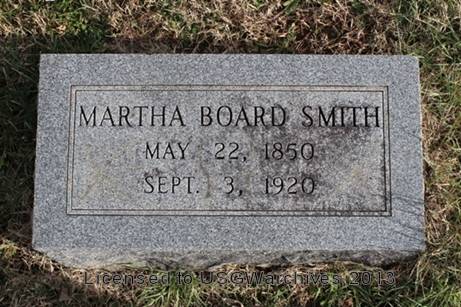 MARTHA BOARD SMITH
MAY 22, 1850
SEPT. 3, 1920
Licensed to USGWarchives 2013